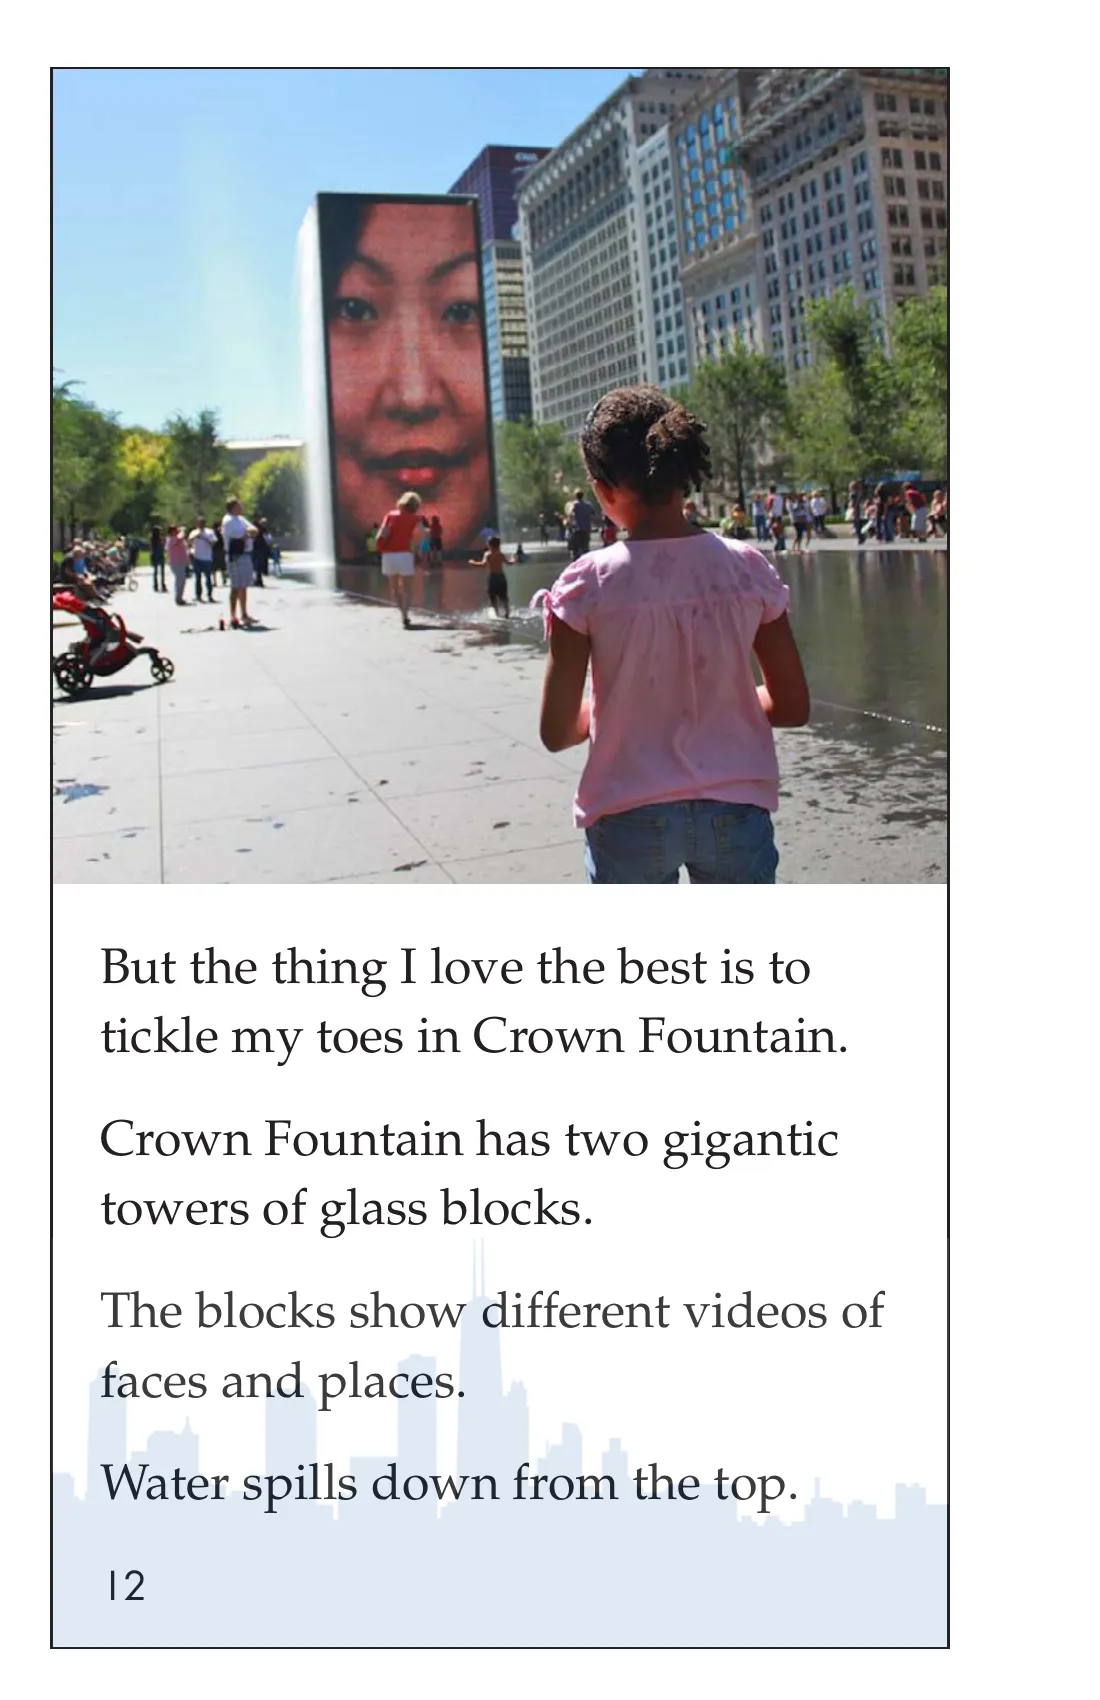 But the thing I love the best is to
tickle my toes in Crown Fountain.
Crown Fountain has two gigantic
towers of glass blocks.
The blocks show different videos of
faces and places.
Water spills down from the top.
12